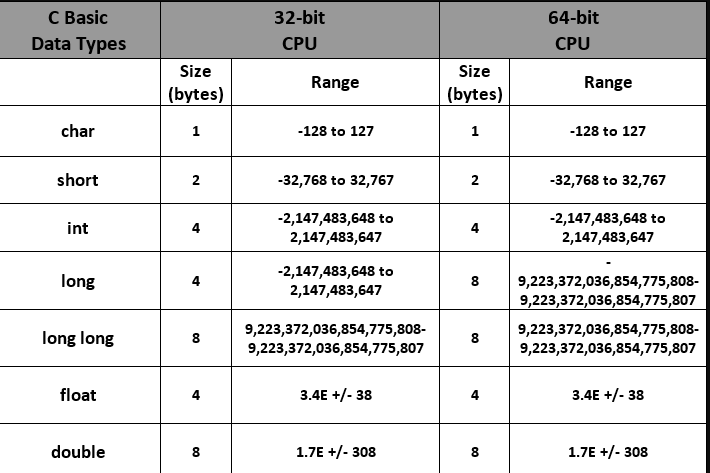 C Basic
Data Types
32-bit
CPU
64-bit
CPU
Size
(bytes)
Range
Size
(bytes)
Range
char
1
-128 to 127
1
-128 to 127
short
2
-32,768 to 32,767
2
-32,768 to 32,767
int
4
-2,147,483,648 to
2,147,483,647
4
-2,147,483,648 to
2,147,483,647
long
4
-2,147,483,648 to
2,147,483,647
8
-
9,223,372,036,854,775,808-
9,223,372,036,854,775,807
long long
8
9,223,372,036,854,775,808-
9,223,372,036,854,775,807
8
9,223,372,036,854,775,808-
9,223,372,036,854,775,807
float
4
3.4E +/- 38
4
3.4E +/- 38
double
8
1.7E +/- 308
8
1.7E +/- 308